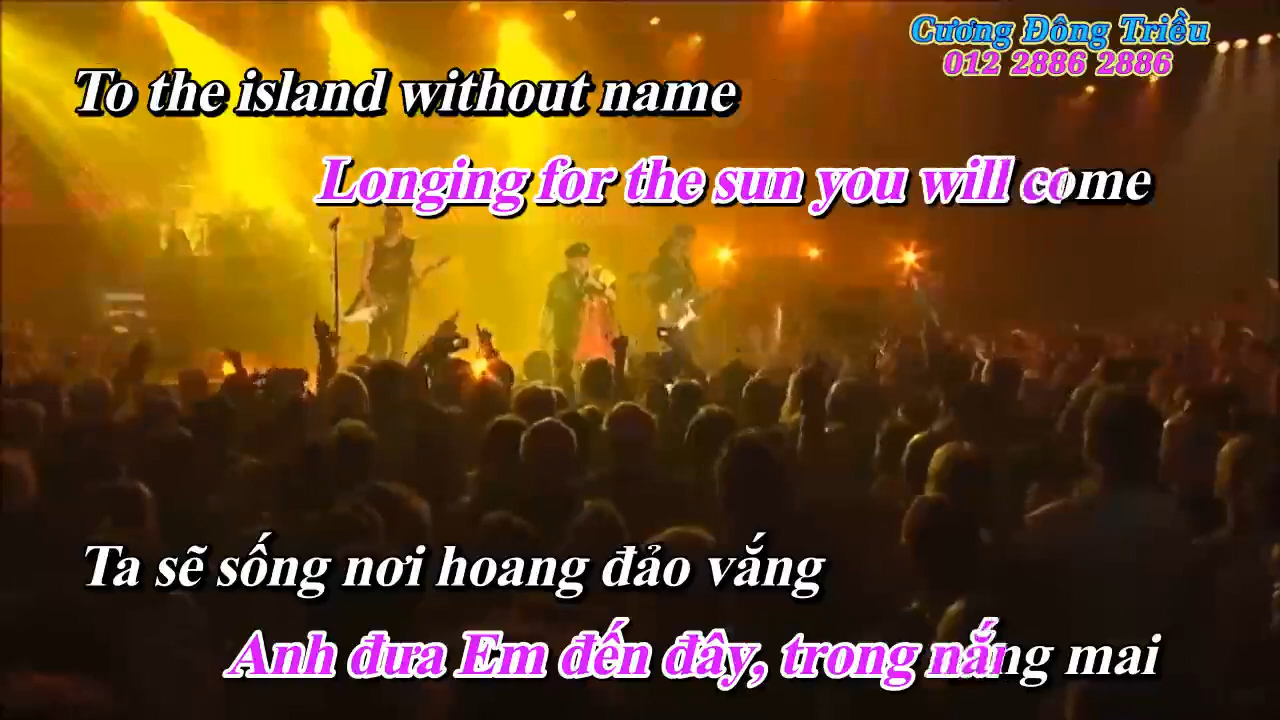 Cương Đông Triều
012 2886 2886
To the island without name
Longing for the sun you will come
Ta sẽ sống nơi hoang đảo vắng
Anh đưa Em đến đây, trong nắng mai